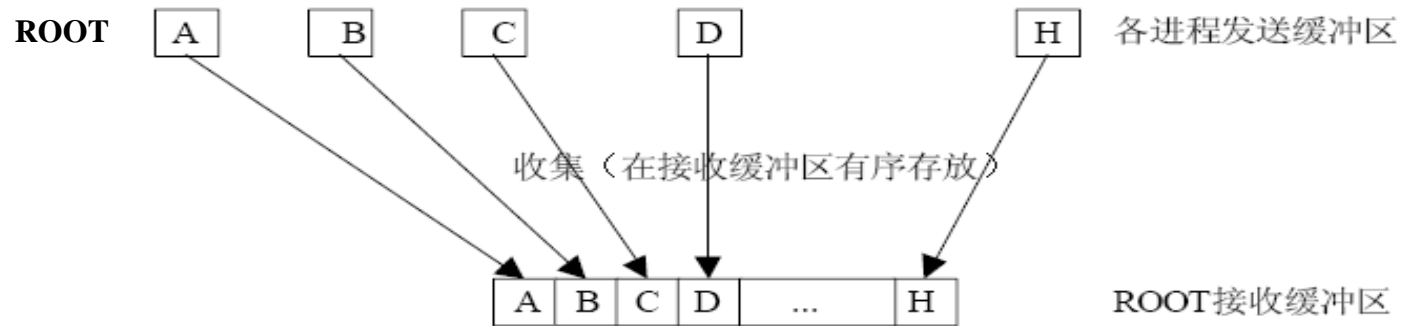 ROOT A B C D H 各进程发送缓冲区
收集（在接收缓冲区有序存放）
A B C D ... H ROOT接收缓冲区